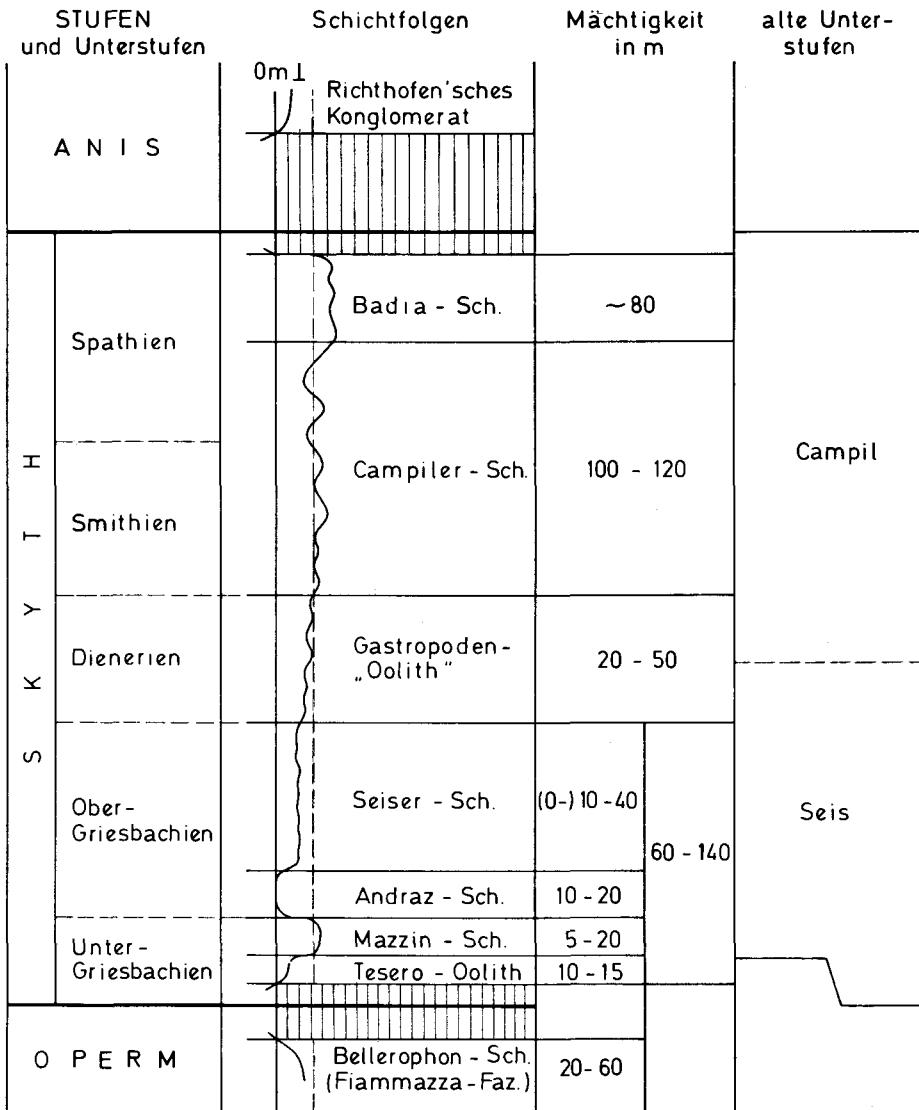 STUFEN
und Unterstufen
Schichtfolgen
Mächtigkeit
in m
alte Unter-
stufen
0m⊥
Richthofen'sches
Konglomerat
ANIS
Badia - Sch.
~80
Spathien
Campiler - Sch.
100 - 120
Campil
SKYTH
Smithien
Dienerien
Gastropoden-
„Oolith"
20 - 50
Ober-
Griesbachien
Seiser - Sch.
(0-) 10-40
Seis
60 - 140
Andraz - Sch.
10 - 20
Unter-
Griesbachien
Mazzin - Sch.
5 - 20
Tesero - Oolith
10 - 15
O PERM
Bellerophon - Sch.
(Fiammazza - Faz.)
20 - 60